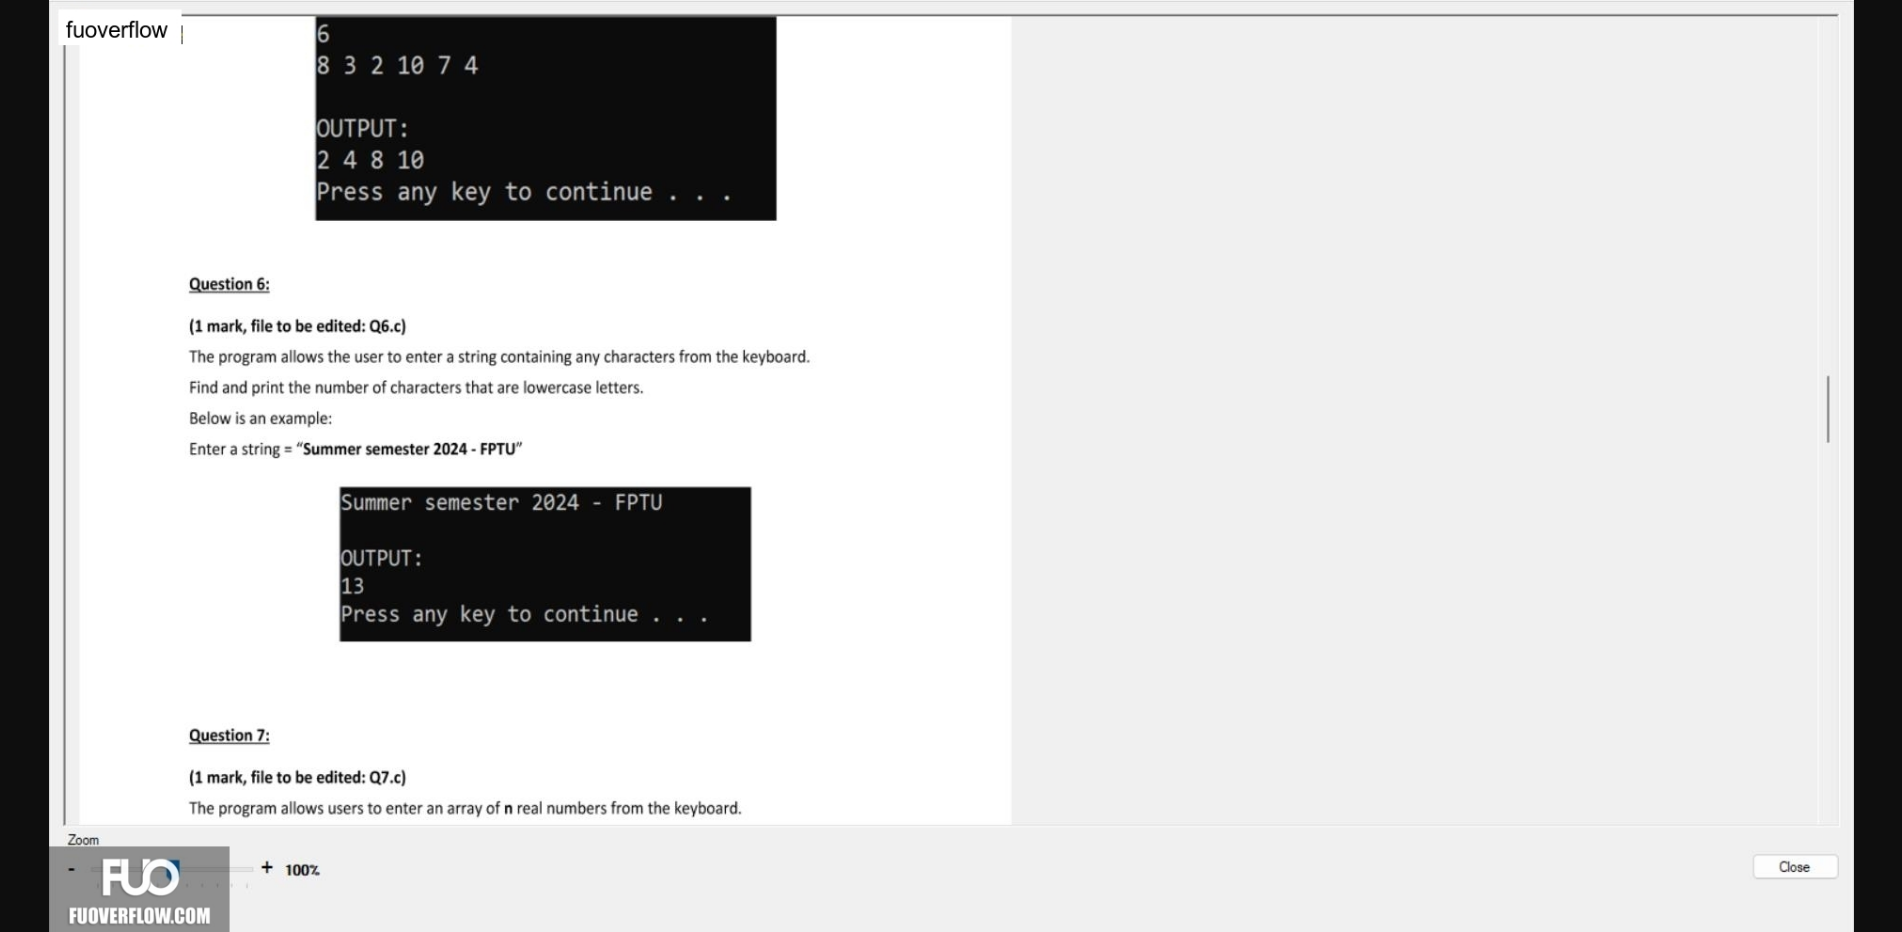 fuoverflow
6
8 3 2 10 7 4
OUTPUT:
2 4 8 10
Press any key to continue . . .
Question 6:
(1 mark, file to be edited: Q6.c)
The program allows the user to enter a string containing any characters from the keyboard.
Find and print the number of characters that are lowercase letters.
Below is an example:
Enter a string = “Summer semester 2024 - FPTU”
Summer semester 2024 - FPTU
OUTPUT:
13
Press any key to continue . . .
Question 7:
(1 mark, file to be edited: Q7.c)
The program allows users to enter an array of n real numbers from the keyboard.
Zoom
- + 100%
Close
FUO
FUOVERFLOW.COM